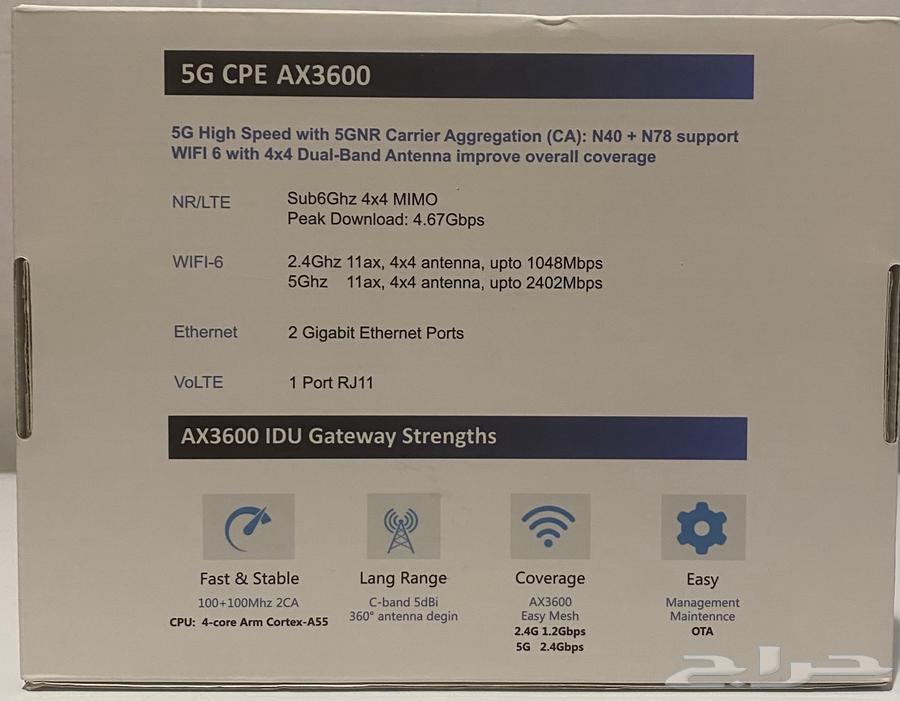 5G CPE AX3600
5G High Speed with 5GNR Carrier Aggregation (CA): N40 + N78 support
WIFI 6 with 4x4 Dual-Band Antenna improve overall coverage
NR/LTE Sub6Ghz 4x4 MIMO
Peak Download: 4.67Gbps
WIFI-6 2.4Ghz 11ax, 4x4 antenna, upto 1048Mbps
5Ghz 11ax, 4x4 antenna, upto 2402Mbps
Ethernet 2 Gigabit Ethernet Ports
VoLTE 1 Port RJ11
AX3600 IDU Gateway Strengths
Fast & Stable
100+100Mhz 2CA
CPU: 4-core Arm Cortex-A55
Lang Range
C-band 5dBi
360° antenna degin
Coverage
AX3600
Easy Mesh
2.4G 1.2Gbps
5G 2.4Gbps
Easy
Management
Maintennce
OTA
حراج